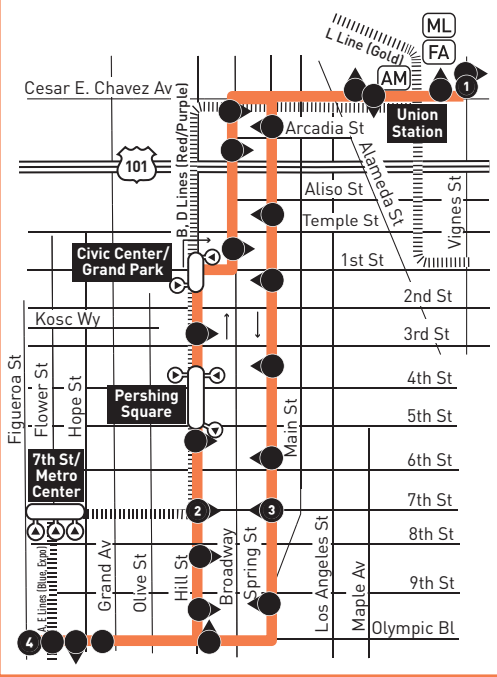 L Line (Gold)
ML
FA
AM
Cesar E. Chavez Av
1
Union
Station
Arcadia St
B, D Lines (Red/Purple)
101
Alameda St
Vignes St
Aliso St
Temple St
Civic Center/
Grand Park
1st St
2nd St
Kosc Wy
3rd St
4th St
Pershing
Square
5th St
Figueroa St
Flower St
Hope St
Main St
6th St
7th St/
Metro
Center
7th St
2
3
8th St
A, E Lines (Blue, Expo)
Grand Av
Olive St
Hill St
Broadway
Spring St
Los Angeles St
Maple Av
9th St
4
Olympic Bl